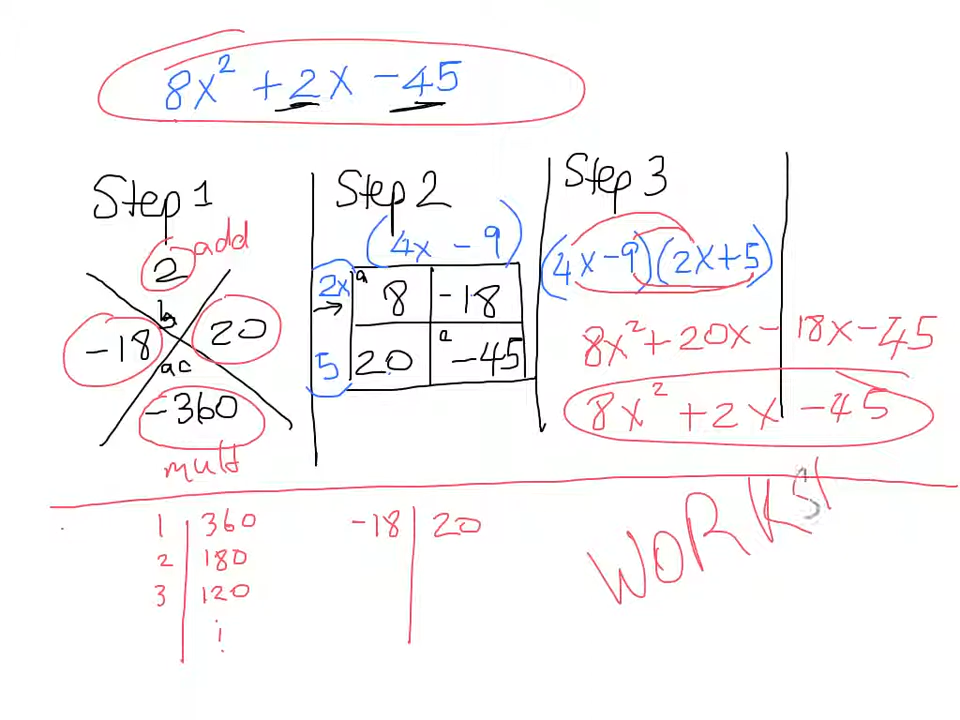 8x² + 2x - 45
Step 1
2 add
b
-18 20
ac
-360
mult
Step 2
(4x - 9)
2x a 8 -18
5 20 a -45
Step 3
(4x-9)(2x+5)
8x² + 20x - 18x - 45
8x² + 2x - 45
1 360
2 180
3 120
-18 20
WORKS!